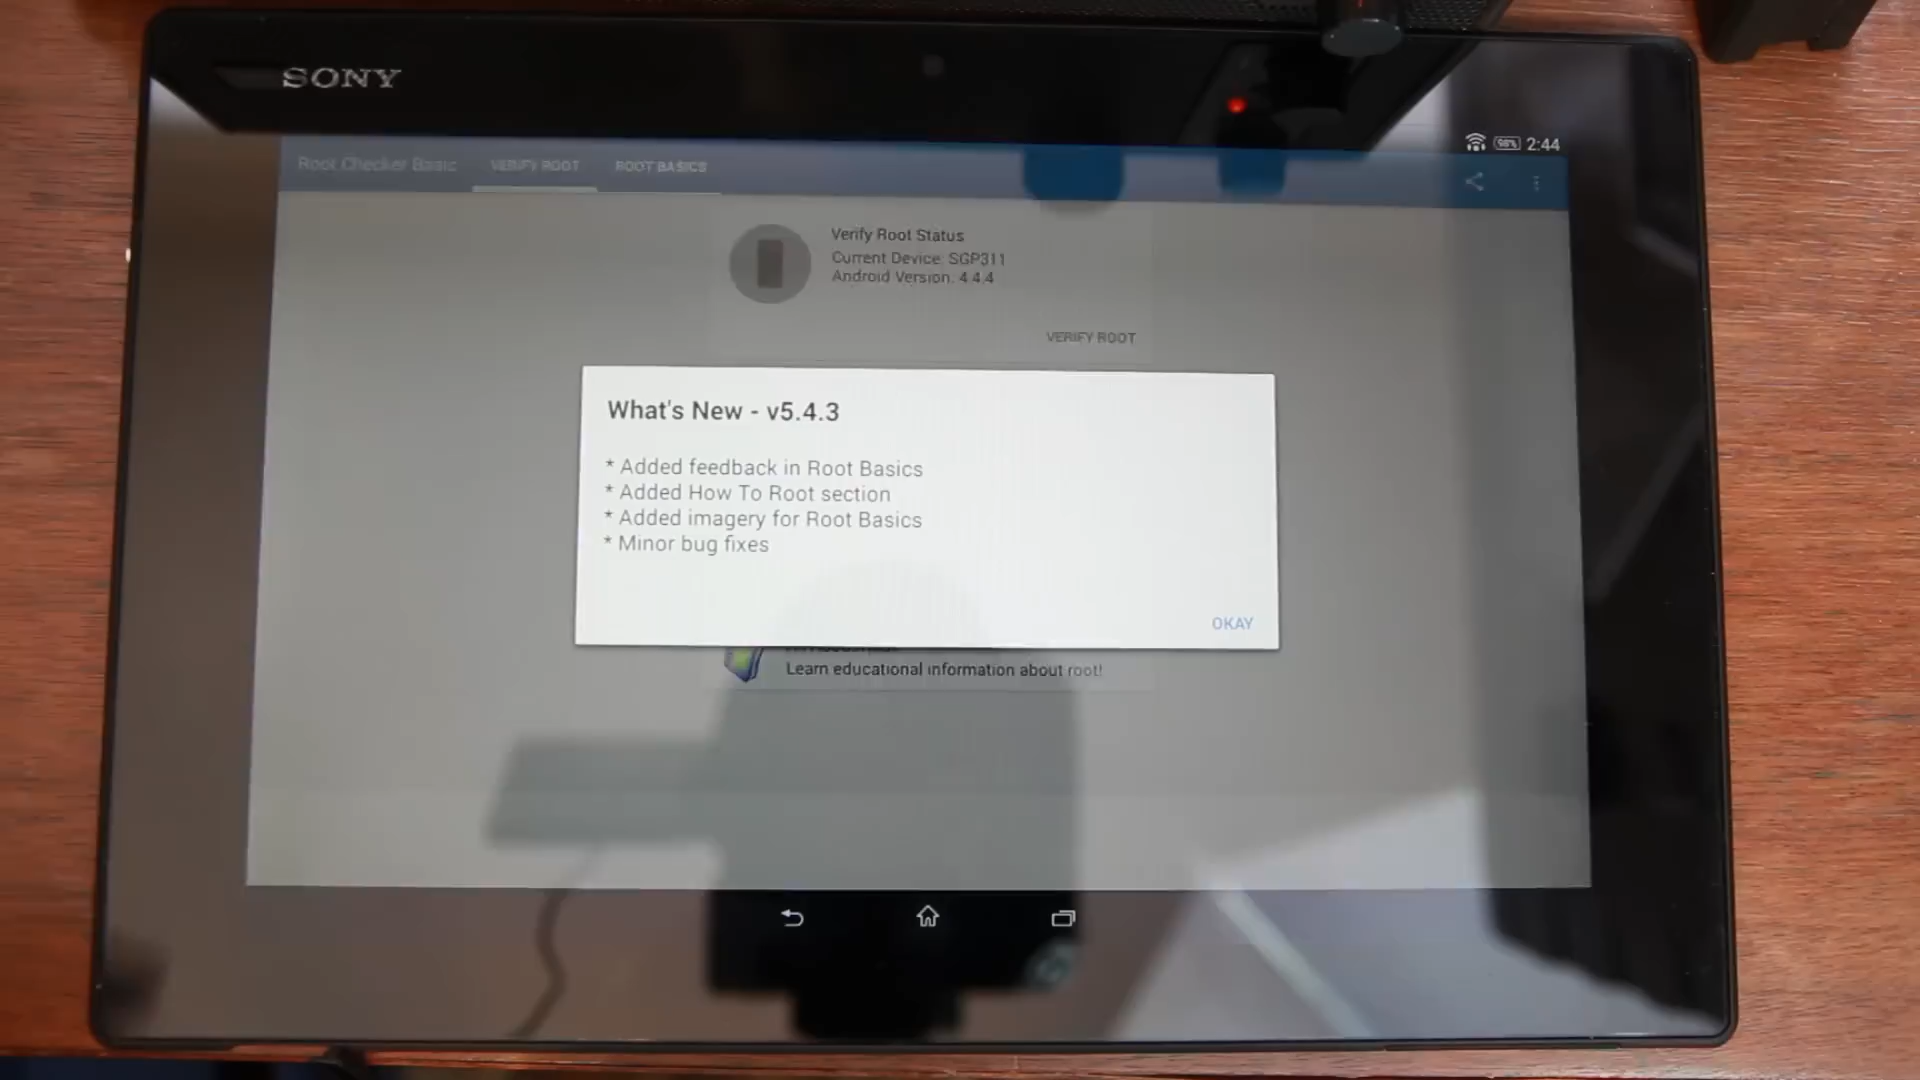 SONY
98% 2:44
Root Checker Basic VERIFY ROOT ROOT BASICS
Verify Root Status
Current Device: SGP311
Android Version: 4.4.4
VERIFY ROOT
What's New - v5.4.3
* Added feedback in Root Basics
* Added How To Root section
* Added imagery for Root Basics
* Minor bug fixes
OKAY
Learn educational information about root!